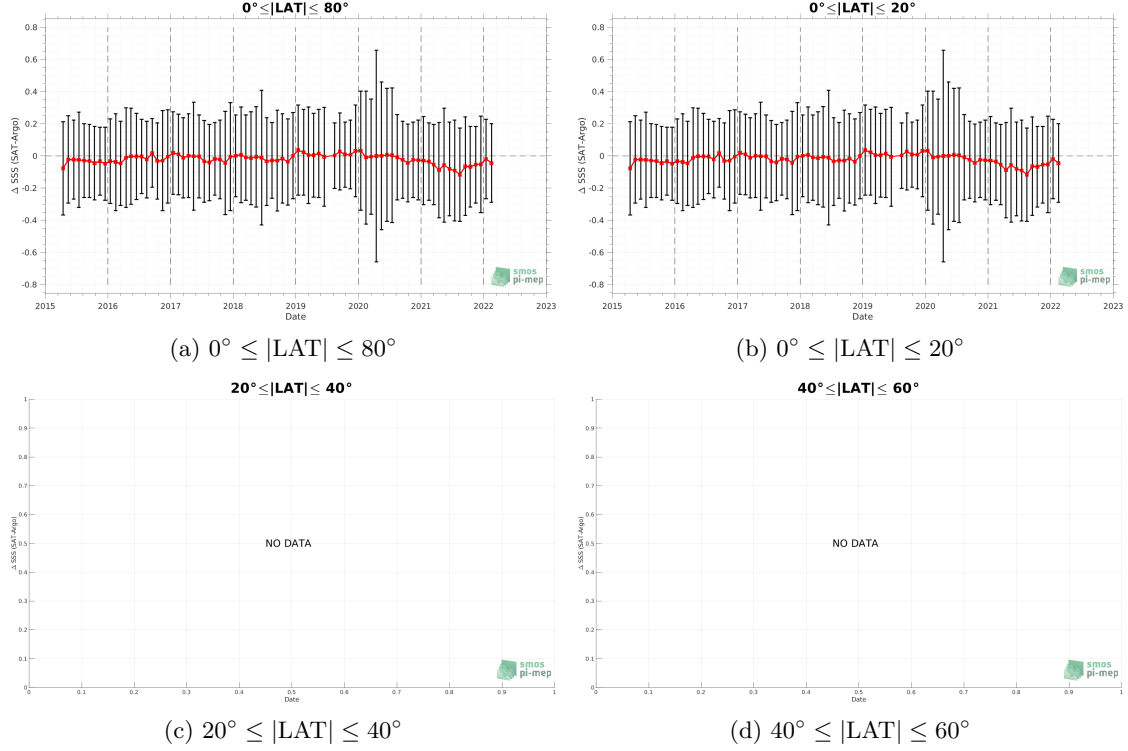 0°≤|LAT|≤ 80°
0.8
0.6
0.4
0.2
0
-0.2
-0.4
-0.6
-0.8
Δ SSS (SAT-Argo)
2015 2016 2017 2018 2019 2020 2021 2022 2023
Date
smos
pi-mep
(a) 0° ≤ |LAT| ≤ 80°
0°≤|LAT|≤ 20°
0.8
0.6
0.4
0.2
0
-0.2
-0.4
-0.6
-0.8
Δ SSS (SAT-Argo)
2015 2016 2017 2018 2019 2020 2021 2022 2023
Date
smos
pi-mep
(b) 0° ≤ |LAT| ≤ 20°
20°≤|LAT|≤ 40°
1
0.9
0.8
0.7
0.6
0.5
0.4
0.3
0.2
0.1
0
Δ SSS (SAT-Argo)
NO DATA
0 0.1 0.2 0.3 0.4 0.5 0.6 0.7 0.8 0.9 1
Date
smos
pi-mep
(c) 20° ≤ |LAT| ≤ 40°
40°≤|LAT|≤ 60°
1
0.9
0.8
0.7
0.6
0.5
0.4
0.3
0.2
0.1
0
Δ SSS (SAT-Argo)
NO DATA
0 0.1 0.2 0.3 0.4 0.5 0.6 0.7 0.8 0.9 1
Date
smos
pi-mep
(d) 40° ≤ |LAT| ≤ 60°